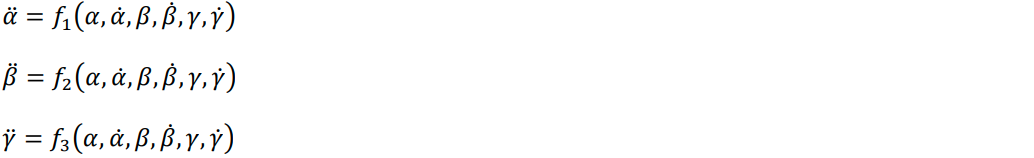 α̈ = f₁(α, α̇, β, β̇, γ, γ̇)
β̈ = f₂(α, α̇, β, β̇, γ, γ̇)
γ̈ = f₃(α, α̇, β, β̇, γ, γ̇)